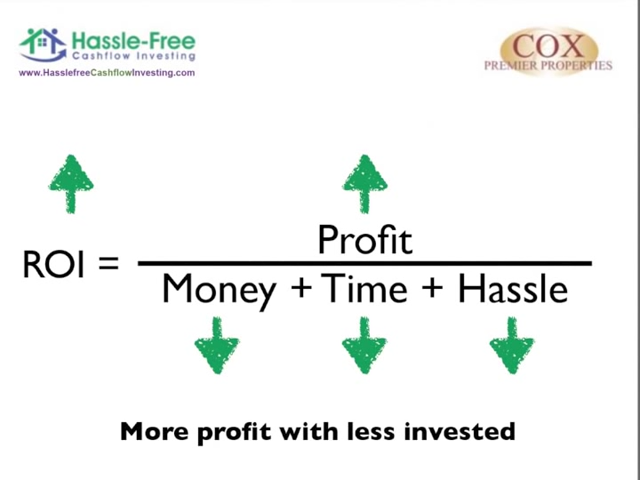 Hassle-Free
Cashflow Investing
www.HasslefreeCashflowInvesting.com
COX
PREMIER PROPERTIES
Profit
ROI =
Money + Time + Hassle
More profit with less invested